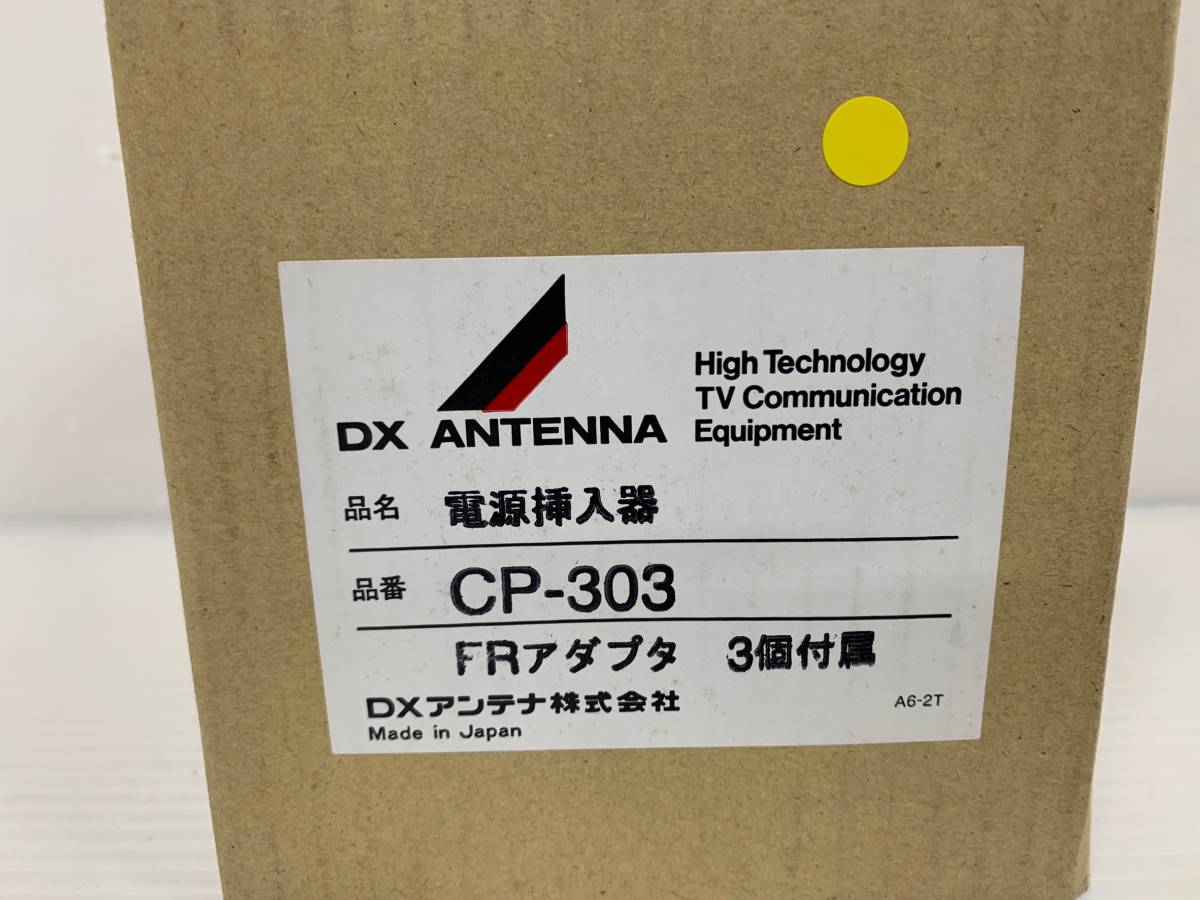 DX ANTENNA
High Technology
TV Communication
Equipment
品名 電源挿入器
品番 CP-303
FRアダプタ 3個付属
DXアンテナ株式会社
A6-2T
Made in Japan